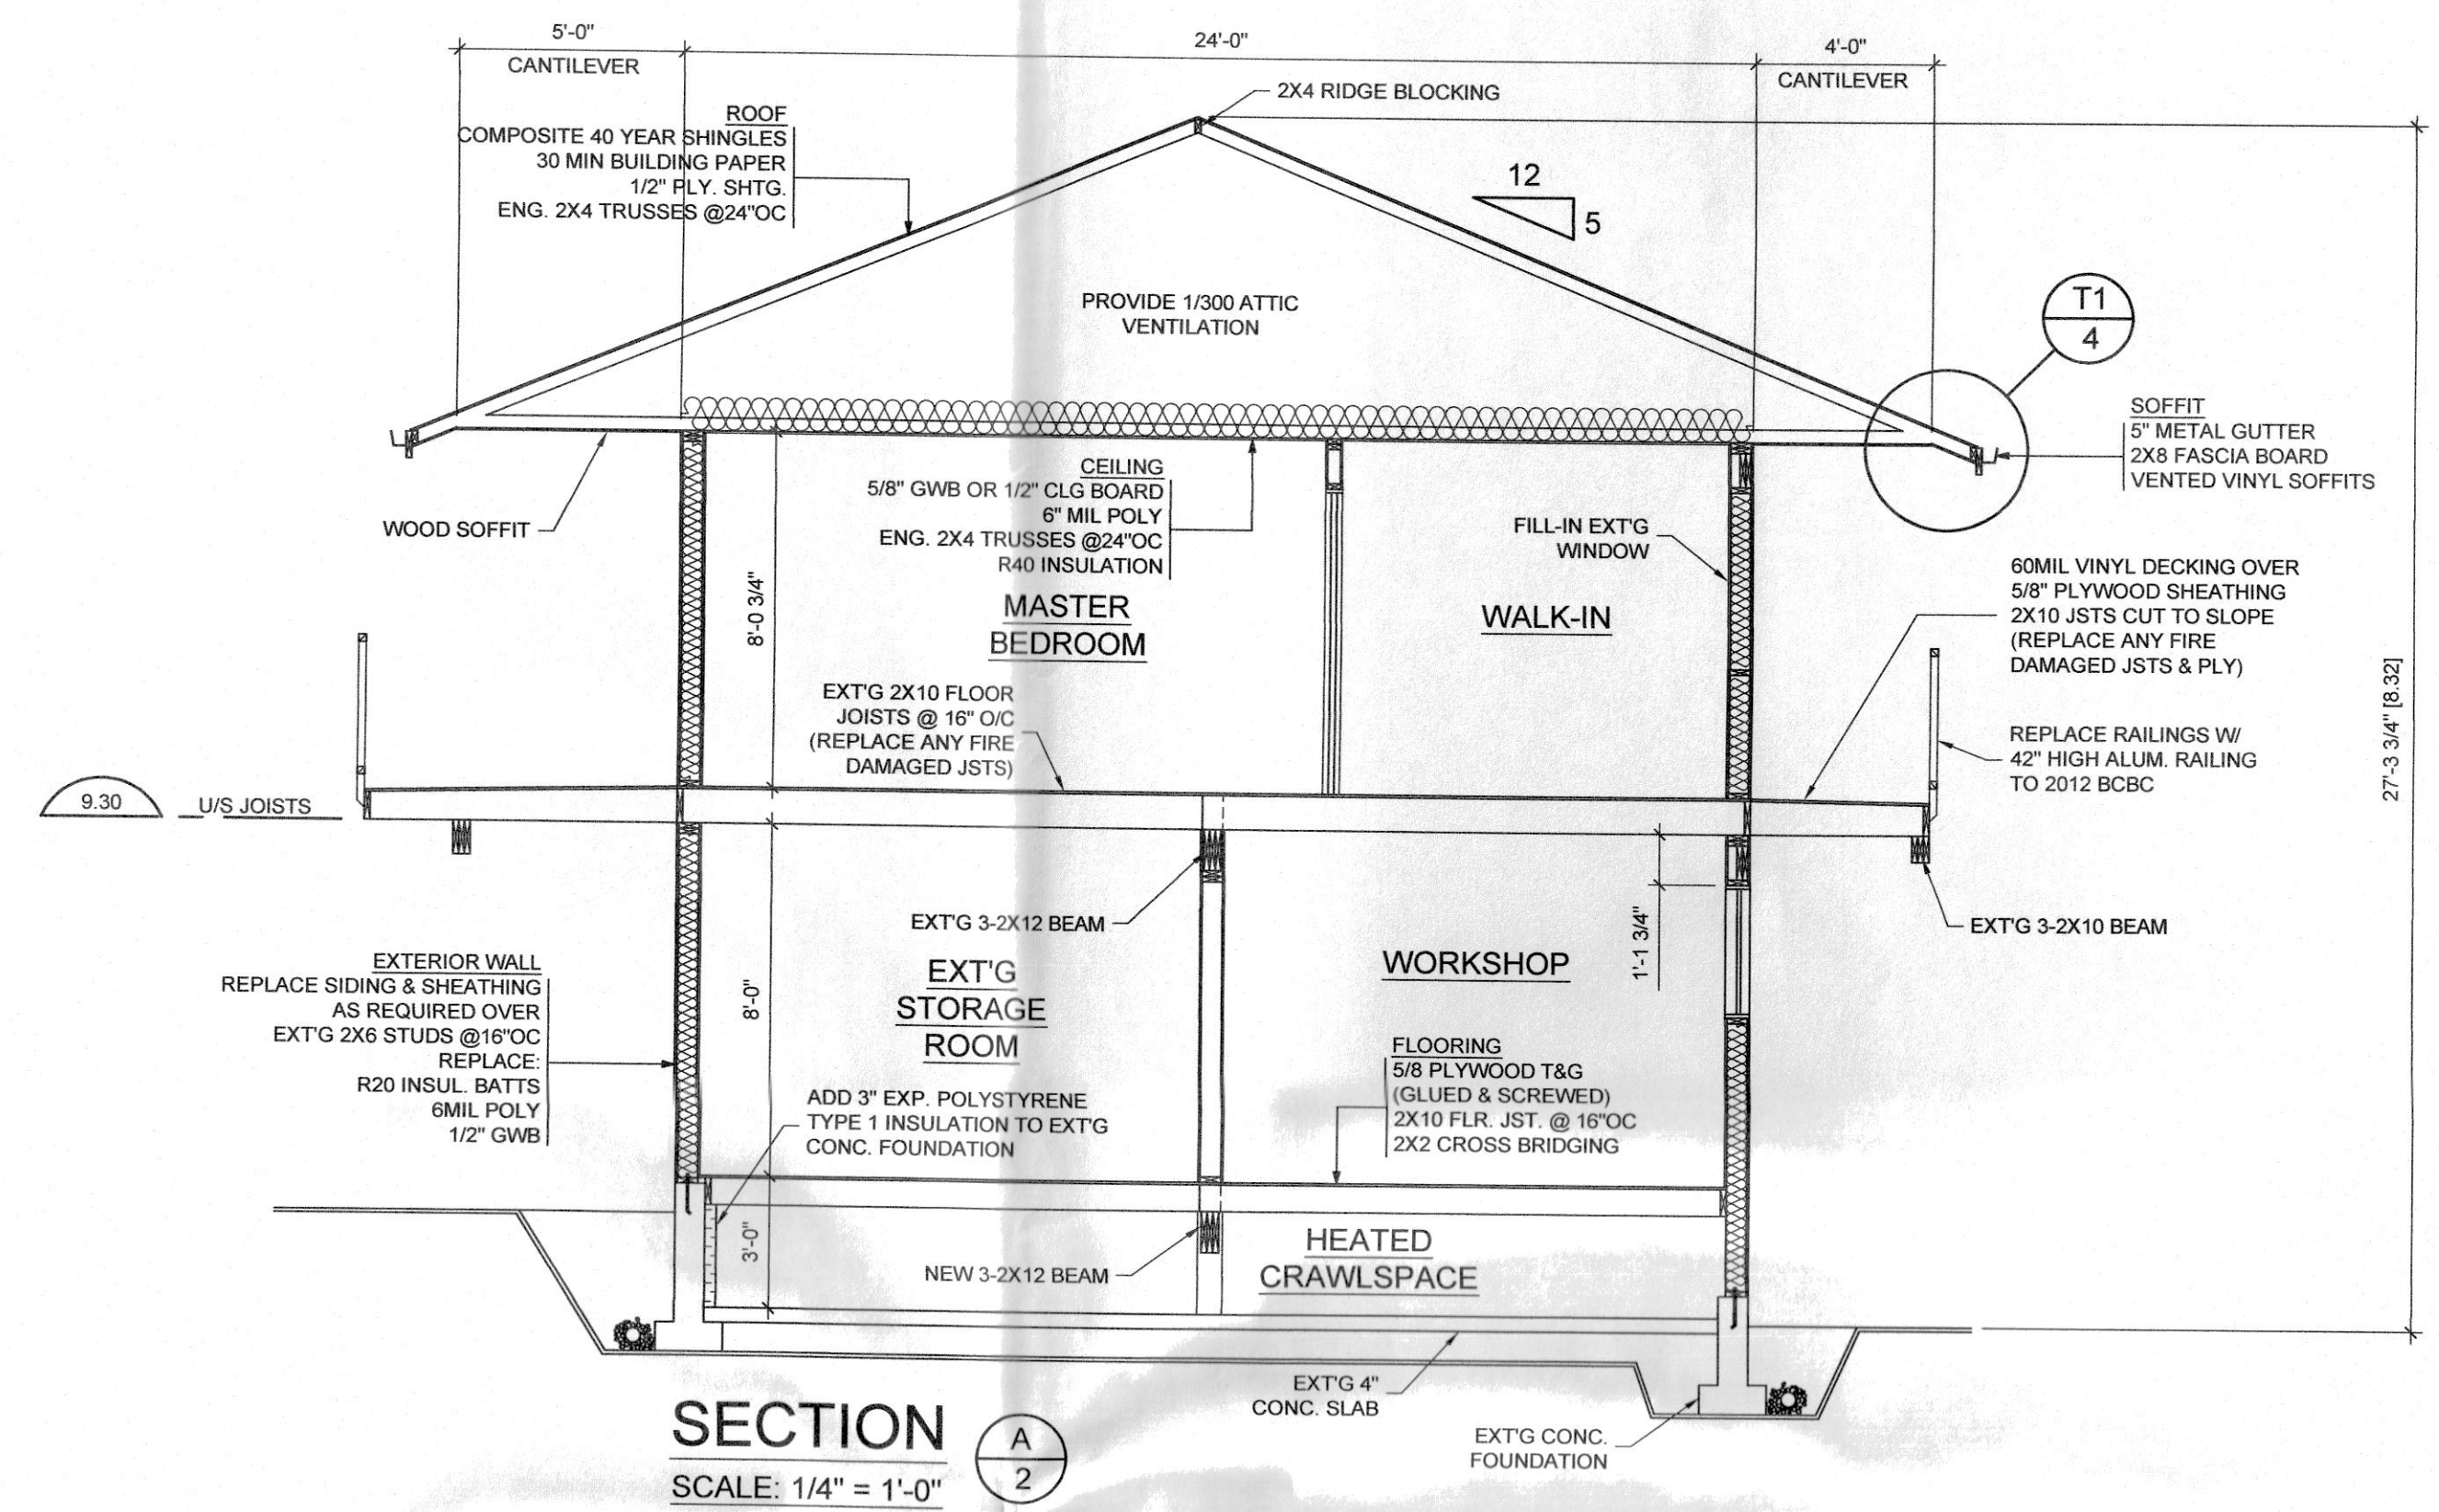 5'-0"
CANTILEVER
24'-0"
4'-0"
CANTILEVER
2X4 RIDGE BLOCKING
ROOF
COMPOSITE 40 YEAR SHINGLES
30 MIN BUILDING PAPER
1/2" PLY. SHTG.
ENG. 2X4 TRUSSES @24"OC
12
5
PROVIDE 1/300 ATTIC
VENTILATION
T1
4
SOFFIT
5" METAL GUTTER
2X8 FASCIA BOARD
VENTED VINYL SOFFITS
WOOD SOFFIT
CEILING
5/8" GWB OR 1/2" CLG BOARD
6" MIL POLY
ENG. 2X4 TRUSSES @24"OC
R40 INSULATION
FILL-IN EXT'G
WINDOW
8'-0 3/4"
MASTER
BEDROOM
WALK-IN
60MIL VINYL DECKING OVER
5/8" PLYWOOD SHEATHING
2X10 JSTS CUT TO SLOPE
(REPLACE ANY FIRE
DAMAGED JSTS & PLY)
EXT'G 2X10 FLOOR
JOISTS @ 16" O/C
(REPLACE ANY FIRE
DAMAGED JSTS)
REPLACE RAILINGS W/
42" HIGH ALUM. RAILING
TO 2012 BCBC
27'-3 3/4" [8.32]
9.30
U/S JOISTS
EXT'G 3-2X12 BEAM
1'-1 3/4"
EXT'G 3-2X10 BEAM
EXTERIOR WALL
REPLACE SIDING & SHEATHING
AS REQUIRED OVER
EXT'G 2X6 STUDS @16"OC
REPLACE:
R20 INSUL. BATTS
6MIL POLY
1/2" GWB
8'-0"
EXT'G
STORAGE
ROOM
WORKSHOP
ADD 3" EXP. POLYSTYRENE
TYPE 1 INSULATION TO EXT'G
CONC. FOUNDATION
FLOORING
5/8 PLYWOOD T&G
(GLUED & SCREWED)
2X10 FLR. JST. @ 16"OC
2X2 CROSS BRIDGING
3'-0"
NEW 3-2X12 BEAM
HEATED
CRAWLSPACE
EXT'G 4"
CONC. SLAB
EXT'G CONC.
FOUNDATION
SECTION
SCALE: 1/4" = 1'-0"
A
2